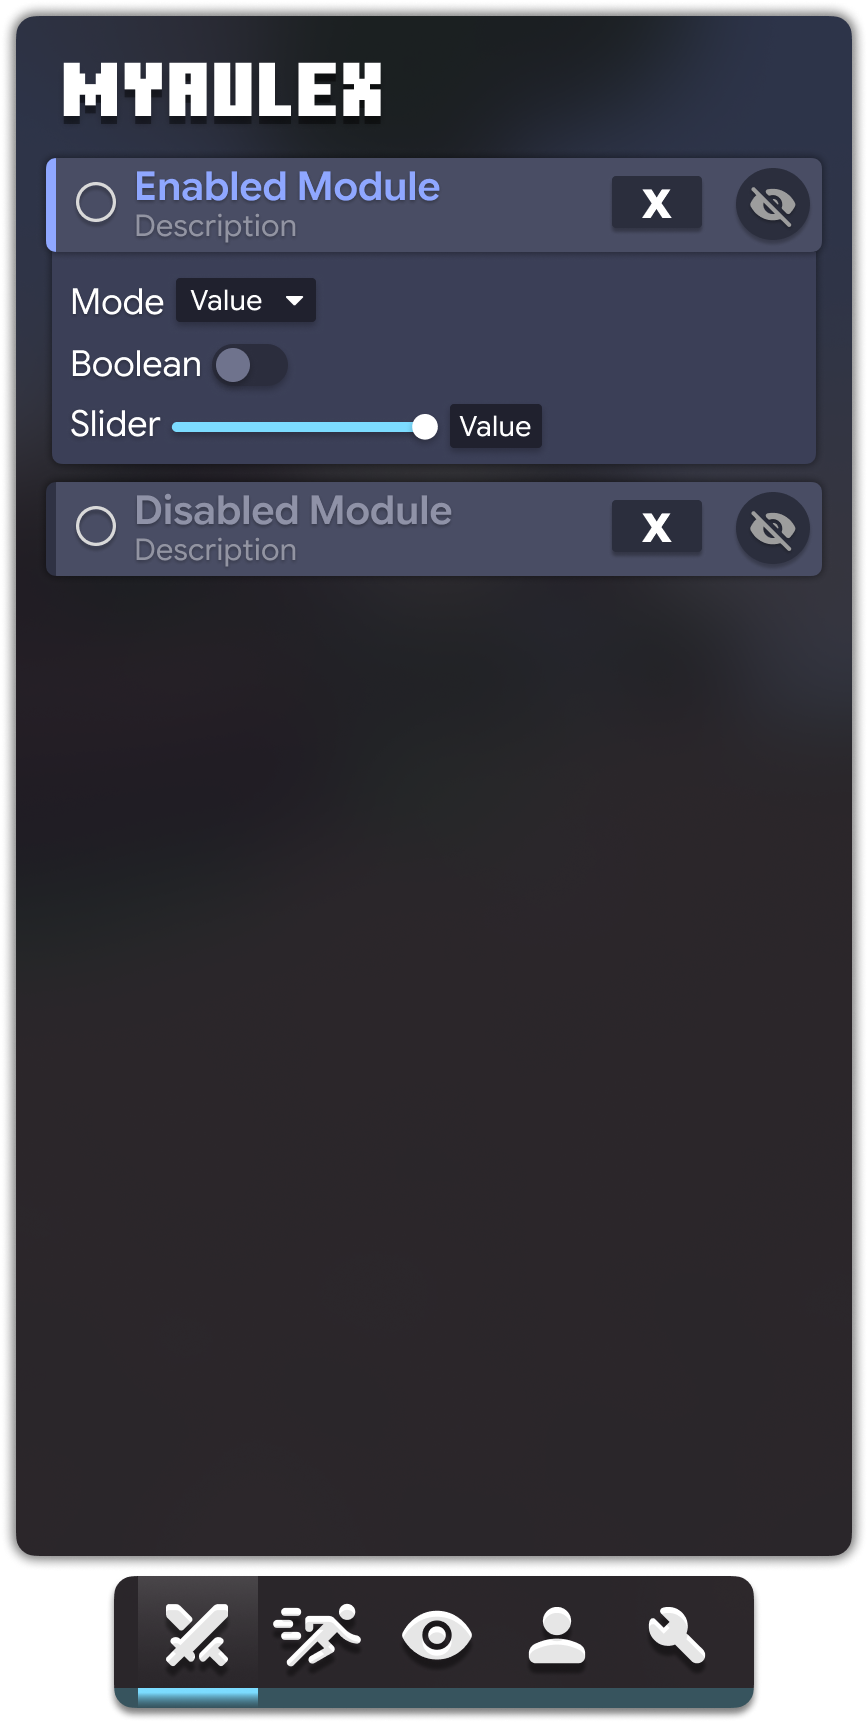 MYAULEX
Enabled Module
Description
X
Mode Value
Boolean
Slider Value
Disabled Module
Description
X